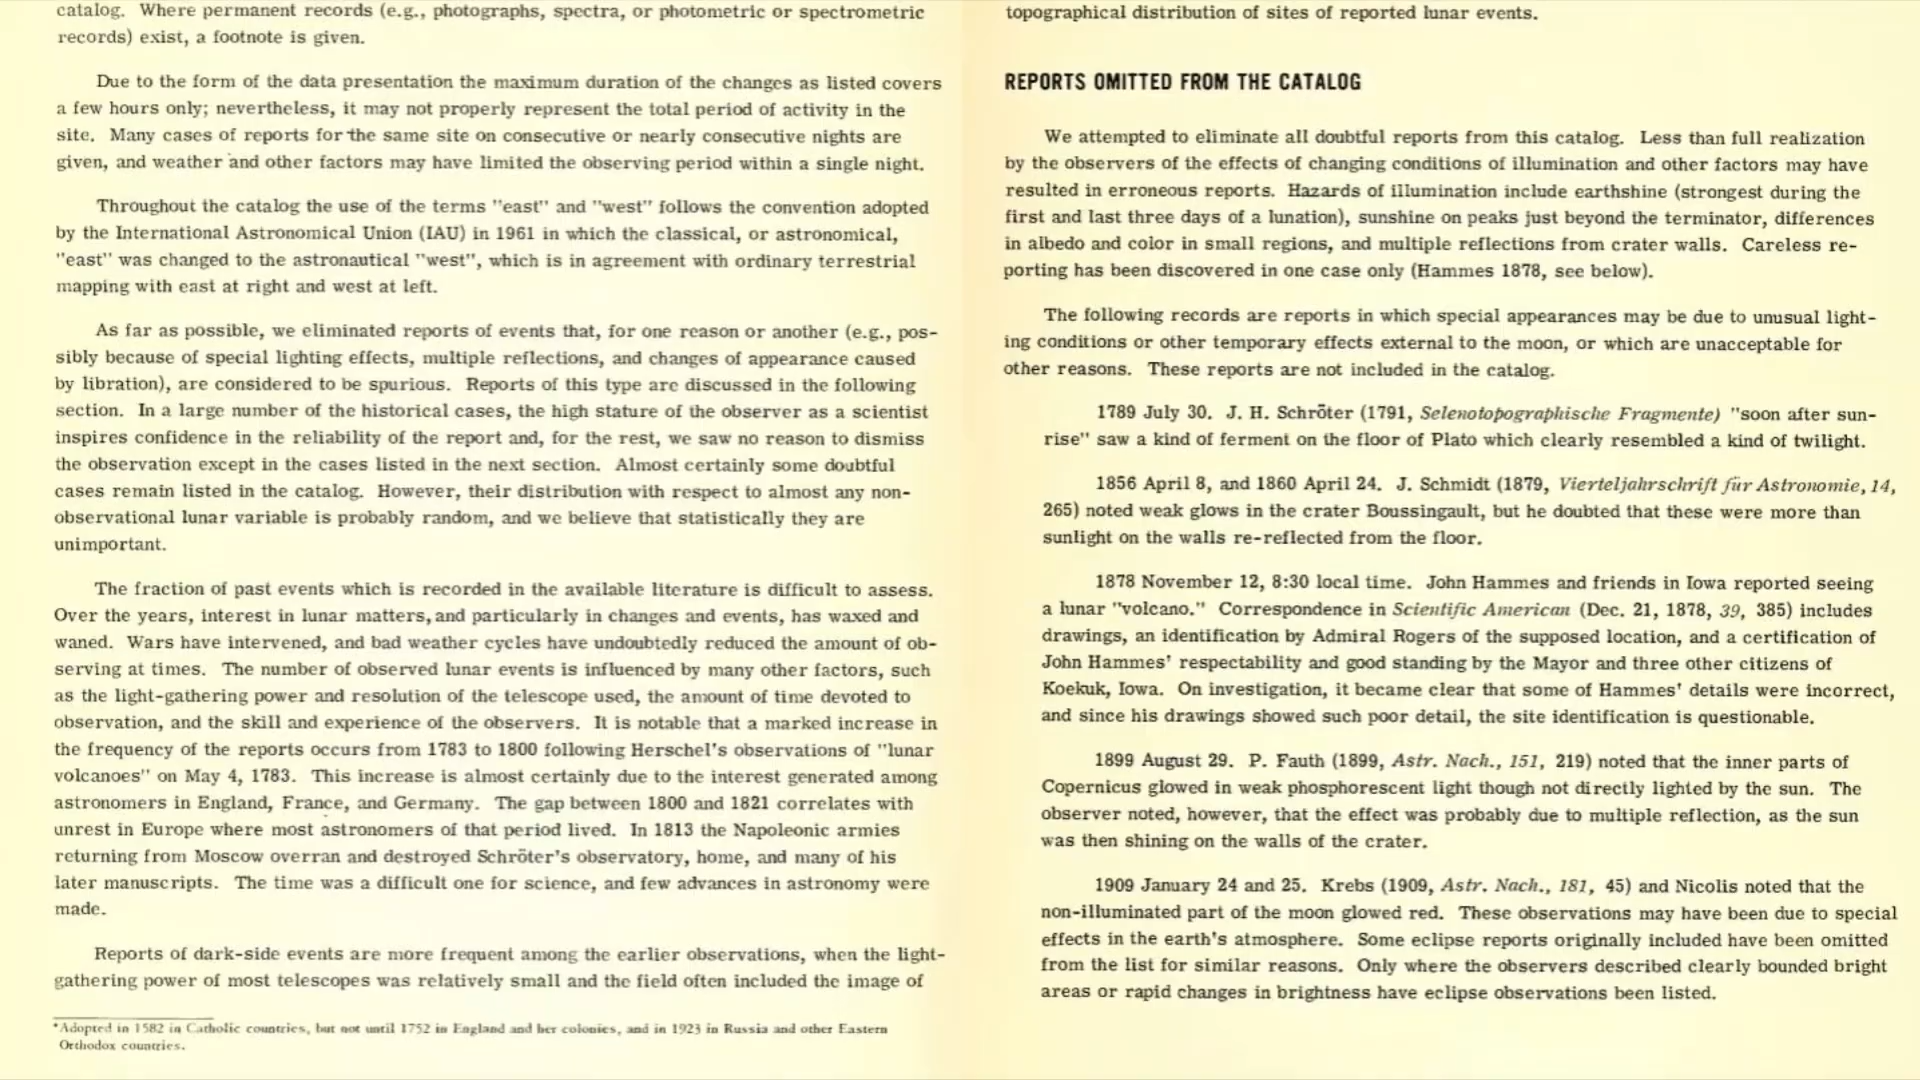 catalog. Where permanent records (e.g., photographs, spectra, or photometric or spectrometric
records) exist, a footnote is given.
Due to the form of the data presentation the maximum duration of the changes as listed covers
a few hours only; nevertheless, it may not properly represent the total period of activity in the
site. Many cases of reports for the same site on consecutive or nearly consecutive nights are
given, and weather and other factors may have limited the observing period within a single night.
Throughout the catalog the use of the terms "east" and "west" follows the convention adopted
by the International Astronomical Union (IAU) in 1961 in which the classical, or astronomical,
"east" was changed to the astronautical "west", which is in agreement with ordinary terrestrial
mapping with east at right and west at left.
As far as possible, we eliminated reports of events that, for one reason or another (e.g., pos-
sibly because of special lighting effects, multiple reflections, and changes of appearance caused
by libration), are considered to be spurious. Reports of this type are discussed in the following
section. In a large number of the historical cases, the high stature of the observer as a scientist
inspires confidence in the reliability of the report and, for the rest, we saw no reason to dismiss
the observation except in the cases listed in the next section. Almost certainly some doubtful
cases remain listed in the catalog. However, their distribution with respect to almost any non-
observational lunar variable is probably random, and we believe that statistically they are
unimportant.
The fraction of past events which is recorded in the available literature is difficult to assess.
Over the years, interest in lunar matters, and particularly in changes and events, has waxed and
waned. Wars have intervened, and bad weather cycles have undoubtedly reduced the amount of ob-
serving at times. The number of observed lunar events is influenced by many other factors, such
as the light-gathering power and resolution of the telescope used, the amount of time devoted to
observation, and the skill and experience of the observers. It is notable that a marked increase in
the frequency of the reports occurs from 1783 to 1800 following Herschel's observations of "lunar
volcanoes" on May 4, 1783. This increase is almost certainly due to the interest generated among
astronomers in England, France, and Germany. The gap between 1800 and 1821 correlates with
unrest in Europe where most astronomers of that period lived. In 1813 the Napoleonic armies
returning from Moscow overran and destroyed Schröter's observatory, home, and many of his
later manuscripts. The time was a difficult one for science, and few advances in astronomy were
made.
Reports of dark-side events are more frequent among the earlier observations, when the light-
gathering power of most telescopes was relatively small and the field often included the image of
*Adopted in 1582 in Catholic countries, but not until 1752 in England and her colonies, and in 1923 in Russia and other Eastern
Orthodox countries.
topographical distribution of sites of reported lunar events.
REPORTS OMITTED FROM THE CATALOG
We attempted to eliminate all doubtful reports from this catalog. Less than full realization
by the observers of the effects of changing conditions of illumination and other factors may have
resulted in erroneous reports. Hazards of illumination include earthshine (strongest during the
first and last three days of a lunation), sunshine on peaks just beyond the terminator, differences
in albedo and color in small regions, and multiple reflections from crater walls. Careless re-
porting has been discovered in one case only (Hammes 1878, see below).
The following records are reports in which special appearances may be due to unusual light-
ing conditions or other temporary effects external to the moon, or which are unacceptable for
other reasons. These reports are not included in the catalog.
1789 July 30. J. H. Schröter (1791, Selenotopographische Fragmente) "soon after sun-
rise" saw a kind of ferment on the floor of Plato which clearly resembled a kind of twilight.
1856 April 8, and 1860 April 24. J. Schmidt (1879, Vierteljahrschrift für Astronomie, 14,
265) noted weak glows in the crater Boussingault, but he doubted that these were more than
sunlight on the walls re-reflected from the floor.
1878 November 12, 8:30 local time. John Hammes and friends in Iowa reported seeing
a lunar "volcano." Correspondence in Scientific American (Dec. 21, 1878, 39, 385) includes
drawings, an identification by Admiral Rogers of the supposed location, and a certification of
John Hammes' respectability and good standing by the Mayor and three other citizens of
Koekuk, Iowa. On investigation, it became clear that some of Hammes' details were incorrect,
and since his drawings showed such poor detail, the site identification is questionable.
1899 August 29. P. Fauth (1899, Astr. Nach., 151, 219) noted that the inner parts of
Copernicus glowed in weak phosphorescent light though not directly lighted by the sun. The
observer noted, however, that the effect was probably due to multiple reflection, as the sun
was then shining on the walls of the crater.
1909 January 24 and 25. Krebs (1909, Astr. Nach., 181, 45) and Nicolis noted that the
non-illuminated part of the moon glowed red. These observations may have been due to special
effects in the earth's atmosphere. Some eclipse reports originally included have been omitted
from the list for similar reasons. Only where the observers described clearly bounded bright
areas or rapid changes in brightness have eclipse observations been listed.